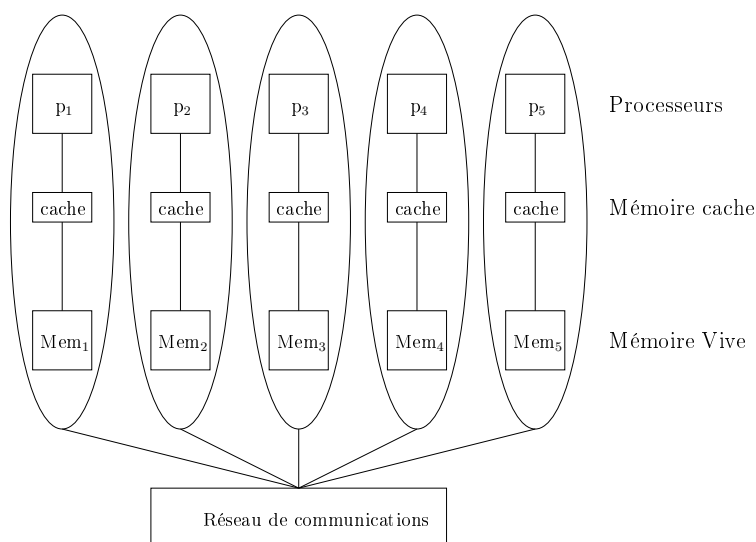 p₁ p₂ p₃ p₄ p₅ Processeurs
cache cache cache cache cache Mémoire cache
Mem₁ Mem₂ Mem₃ Mem₄ Mem₅ Mémoire Vive
Réseau de communications